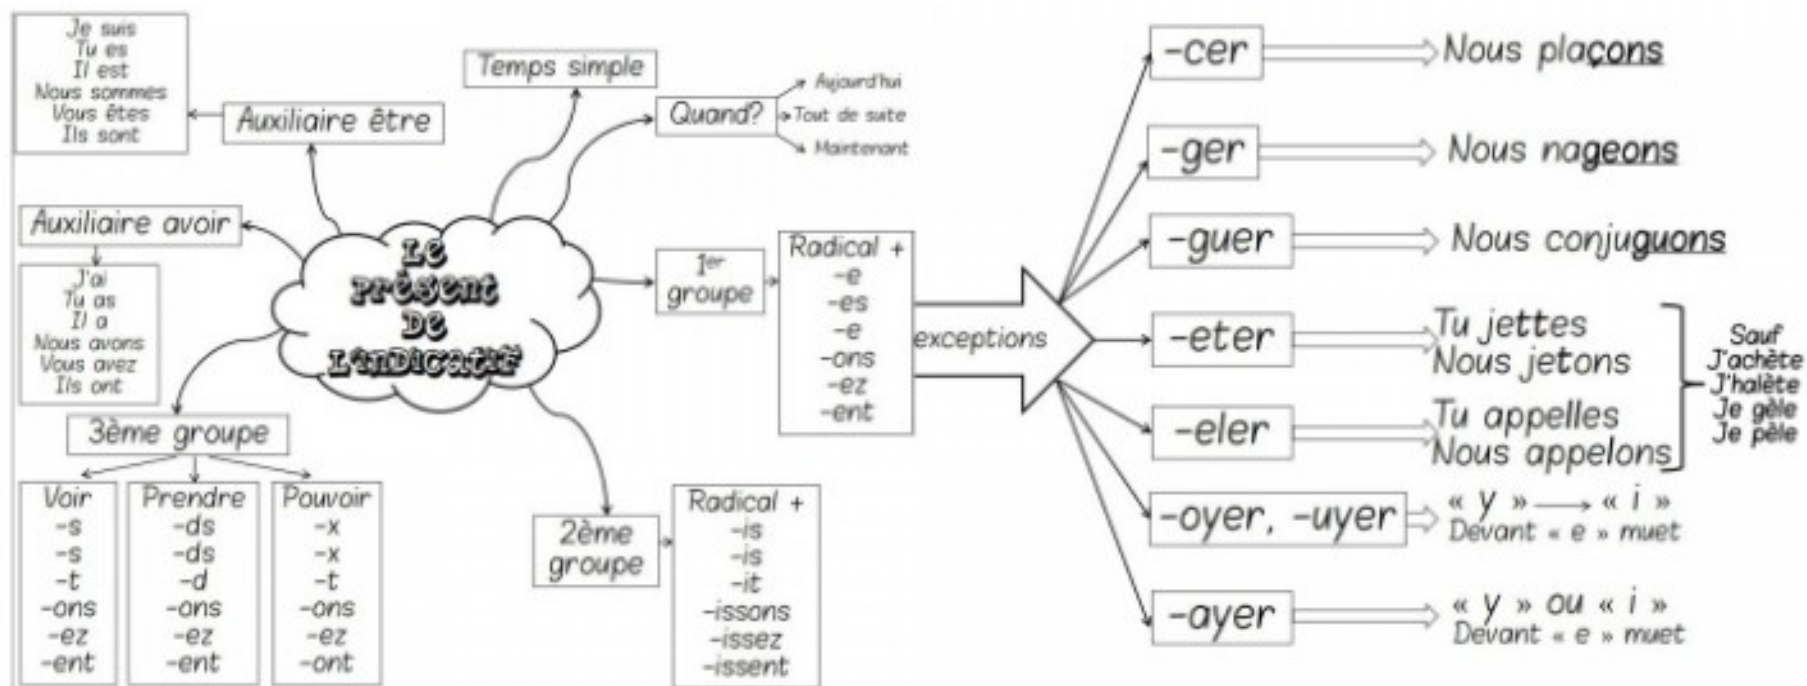 Je suis
Tu es
Il est
Nous sommes
Vous êtes
Ils sont
Auxiliaire être
Temps simple
Quand?
Aujourd'hui
Tout de suite
Maintenant
Auxiliaire avoir
J'ai
Tu as
Il a
Nous avons
Vous avez
Ils ont
Le
présent
de
l'indicatif
1er
groupe
Radical +
-e
-es
-e
-ons
-ez
-ent
3ème groupe
Voir
-s
-s
-t
-ons
-ez
-ent
Prendre
-ds
-ds
-d
-ons
-ez
-ent
Pouvoir
-x
-x
-t
-ons
-ez
-ont
2ème
groupe
Radical +
-is
-is
-it
-issons
-issez
-issent
exceptions
-cer
Nous plaçons
-ger
Nous nageons
-guer
Nous conjuguons
-eter
Tu jettes
Nous jetons
-eler
Tu appelles
Nous appelons
Sauf
J'achète
J'halète
Je gèle
Je pèle
-oyer, -uyer
« y » → « i »
Devant « e » muet
-ayer
« y » ou « i »
Devant « e » muet